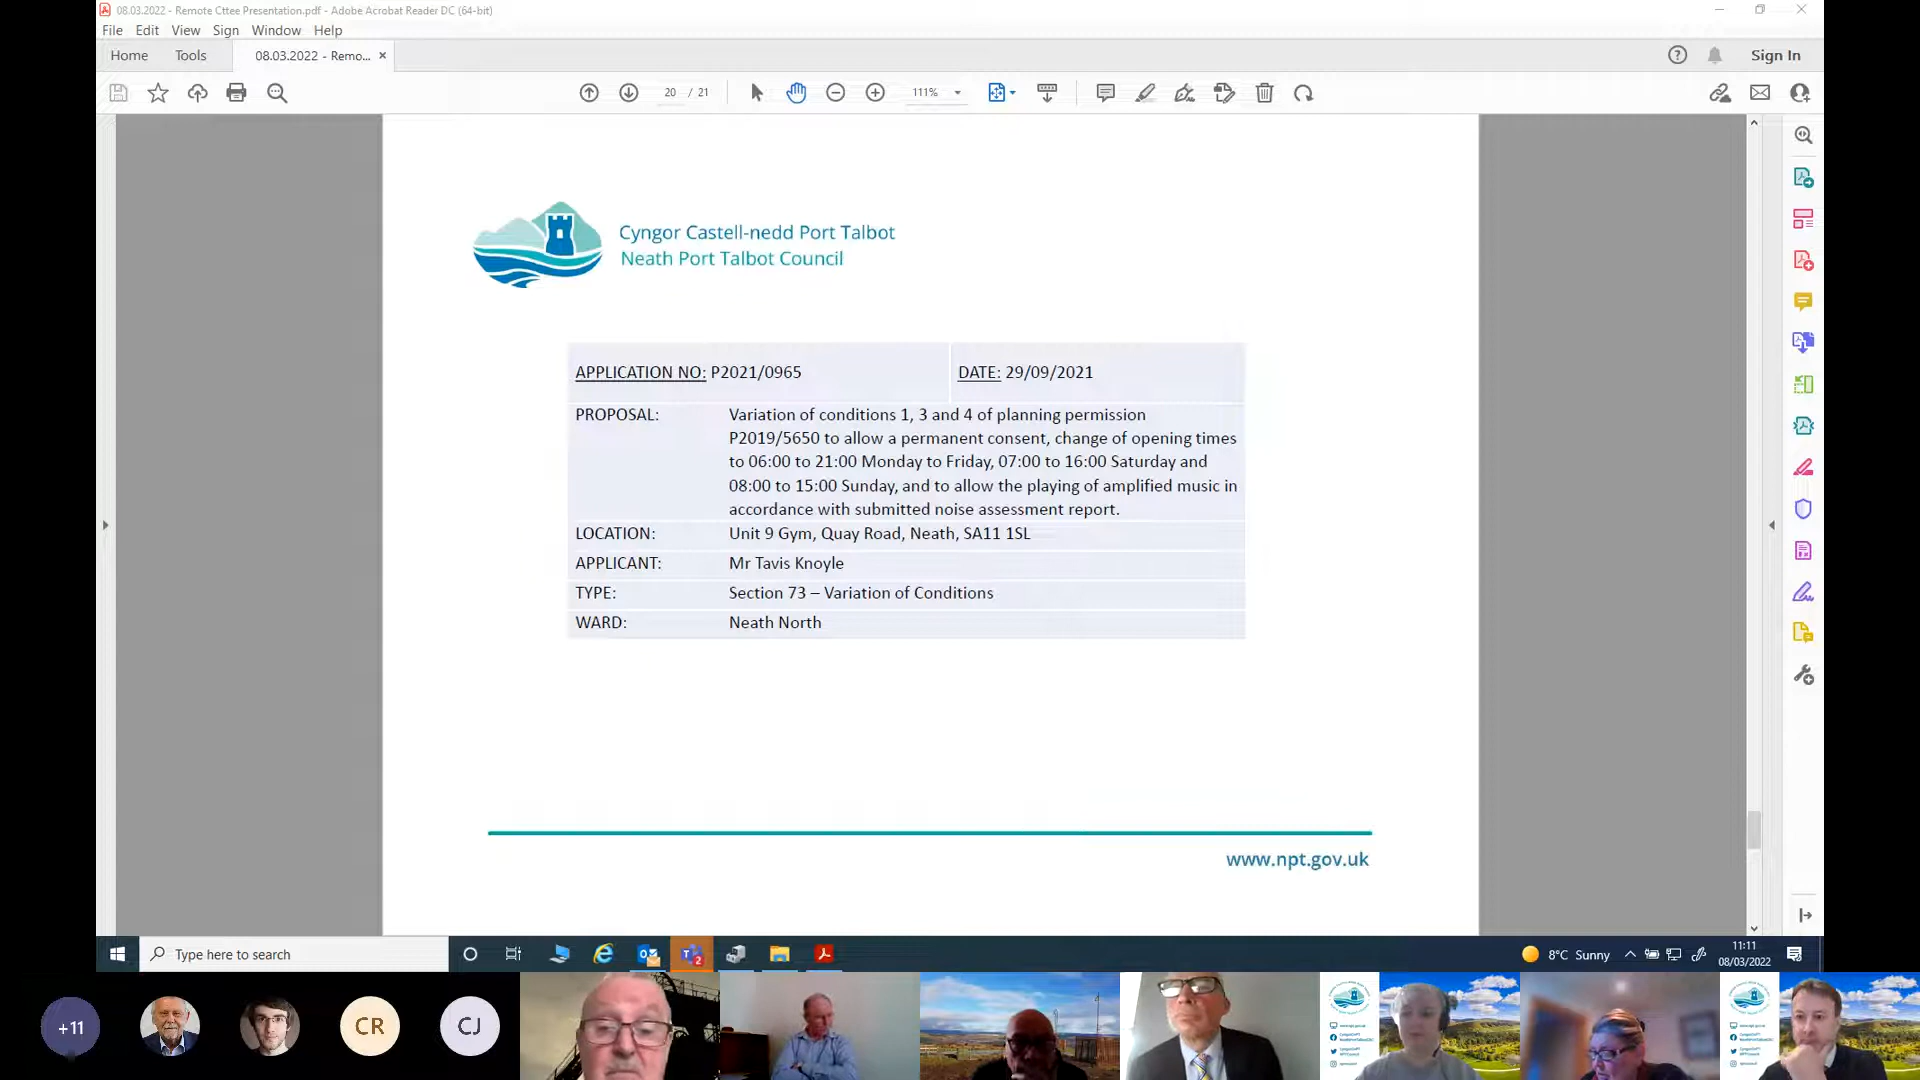 08.03.2022 - Remote Cttee Presentation.pdf - Adobe Acrobat Reader DC (64-bit)
File Edit View Sign Window Help
Home Tools 08.03.2022 - Remo... × Sign In
20 / 21 111%
Cyngor Castell-nedd Port Talbot
Neath Port Talbot Council
APPLICATION NO: P2021/0965 DATE: 29/09/2021
PROPOSAL: Variation of conditions 1, 3 and 4 of planning permission
P2019/5650 to allow a permanent consent, change of opening times
to 06:00 to 21:00 Monday to Friday, 07:00 to 16:00 Saturday and
08:00 to 15:00 Sunday, and to allow the playing of amplified music in
accordance with submitted noise assessment report.
LOCATION: Unit 9 Gym, Quay Road, Neath, SA11 1SL
APPLICANT: Mr Tavis Knoyle
TYPE: Section 73 – Variation of Conditions
WARD: Neath North
www.npt.gov.uk
Type here to search
2
8°C Sunny
11:11
08/03/2022
+11
CR
CJ